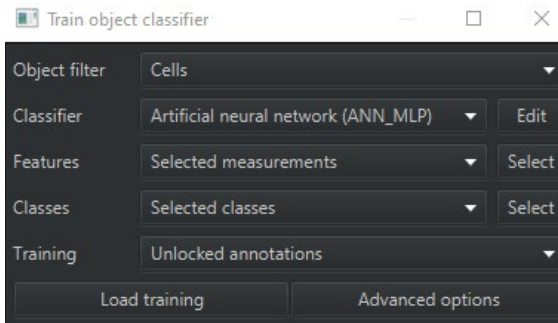 Train object classifier
Object filter Cells
Classifier Artificial neural network (ANN_MLP) Edit
Features Selected measurements Select
Classes Selected classes Select
Training Unlocked annotations
Load training Advanced options